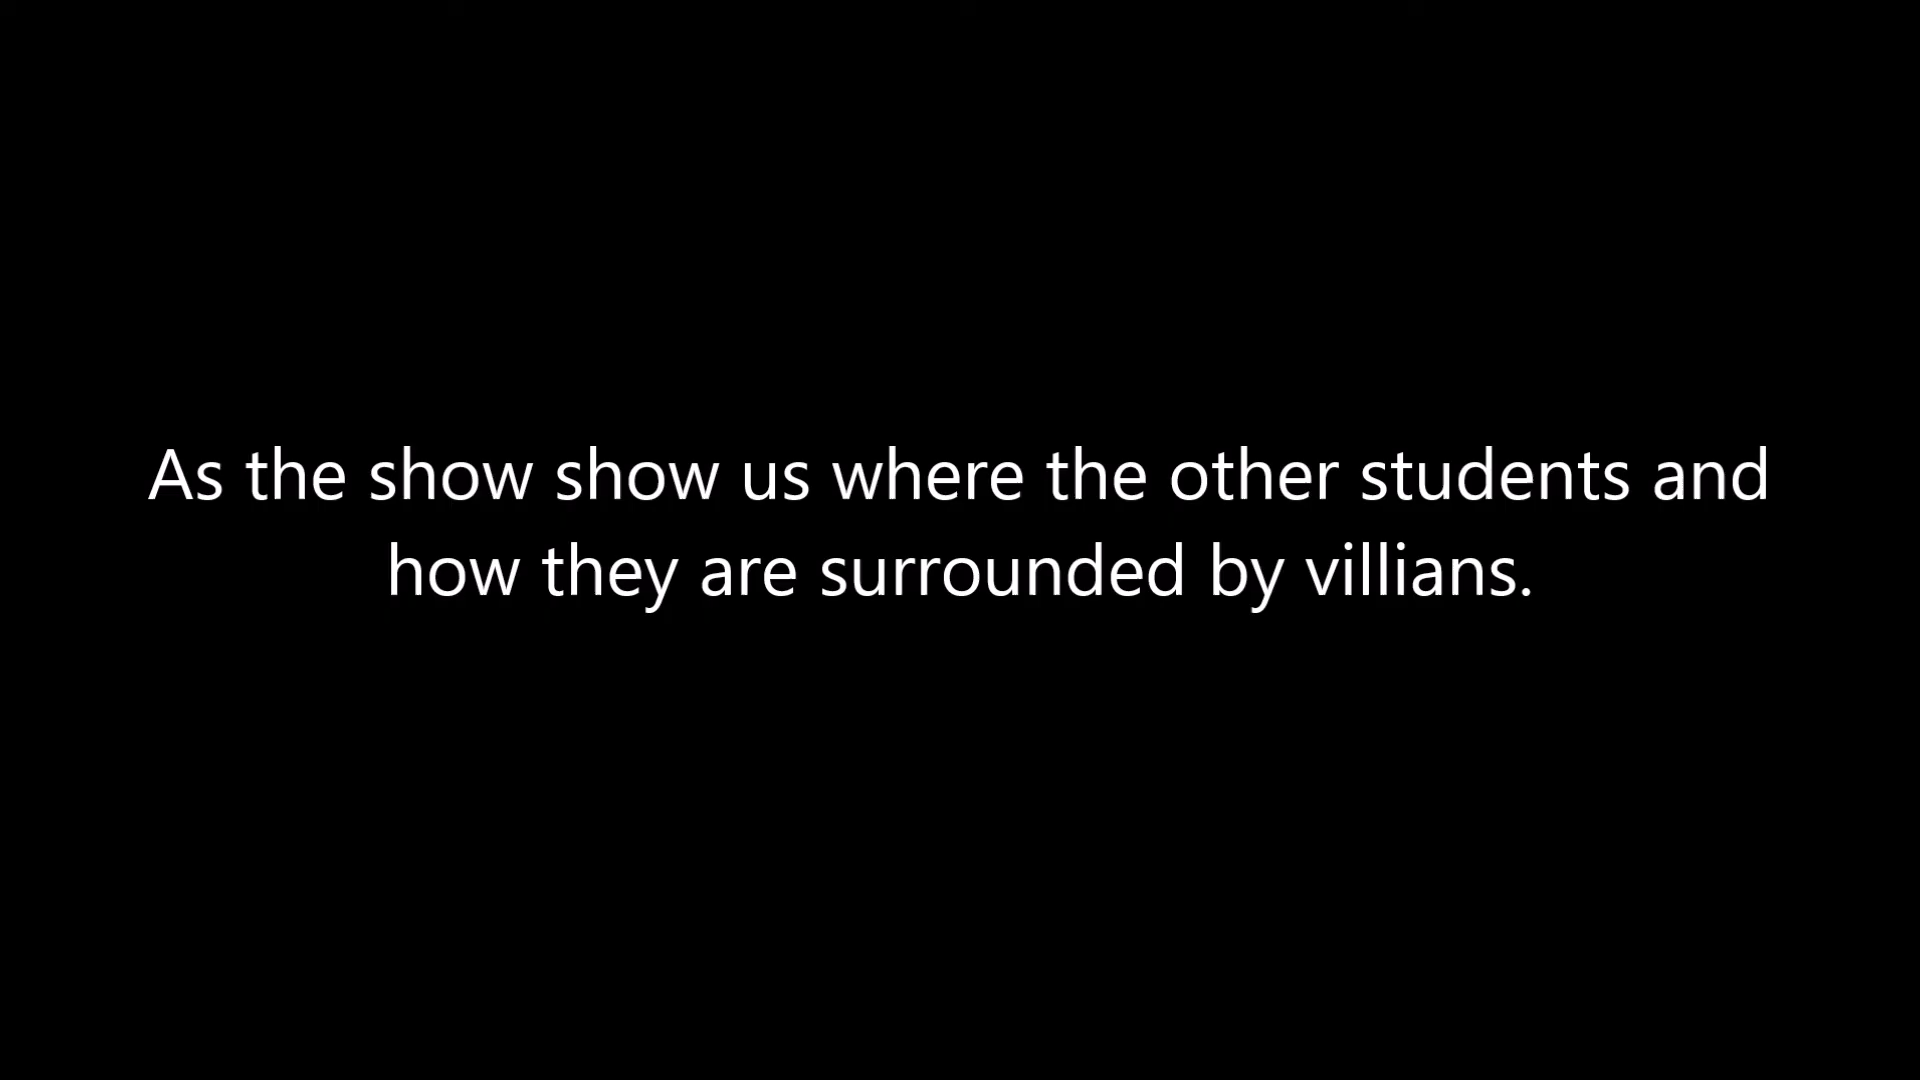 As the show show us where the other students and
how they are surrounded by villians.